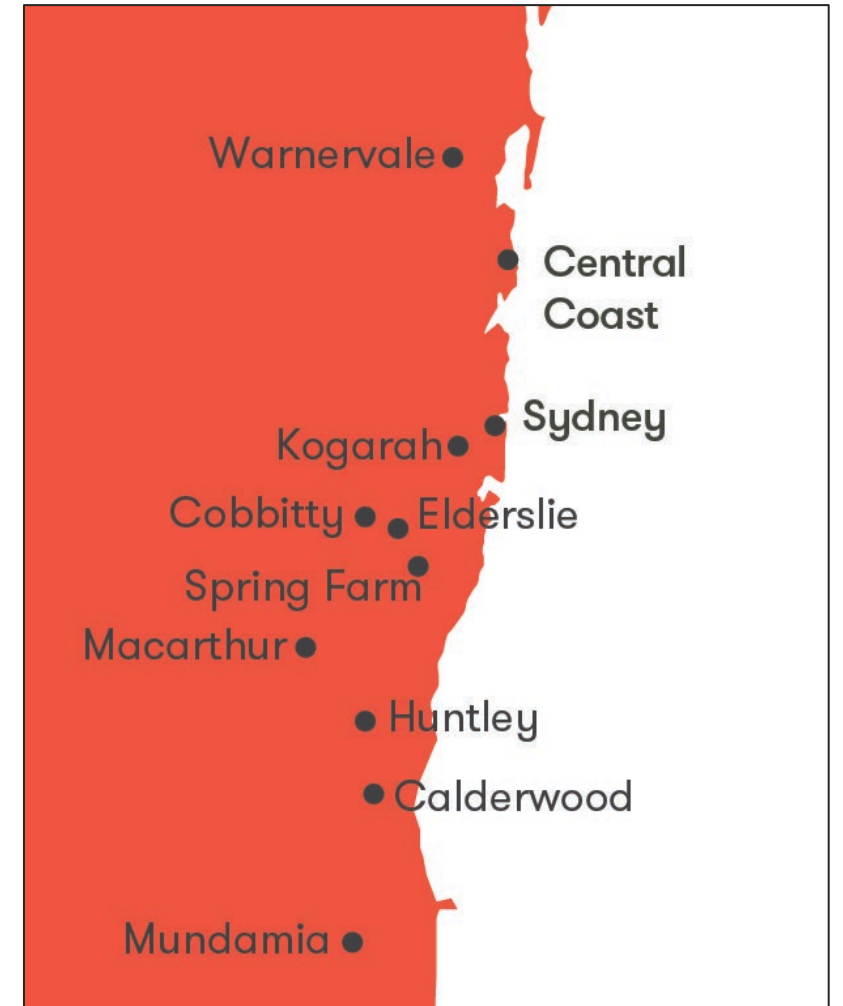 Warnervale
Central
Coast
Sydney
Kogarah
Cobbitty
Elderslie
Spring Farm
Macarthur
Huntley
Calderwood
Mundamia